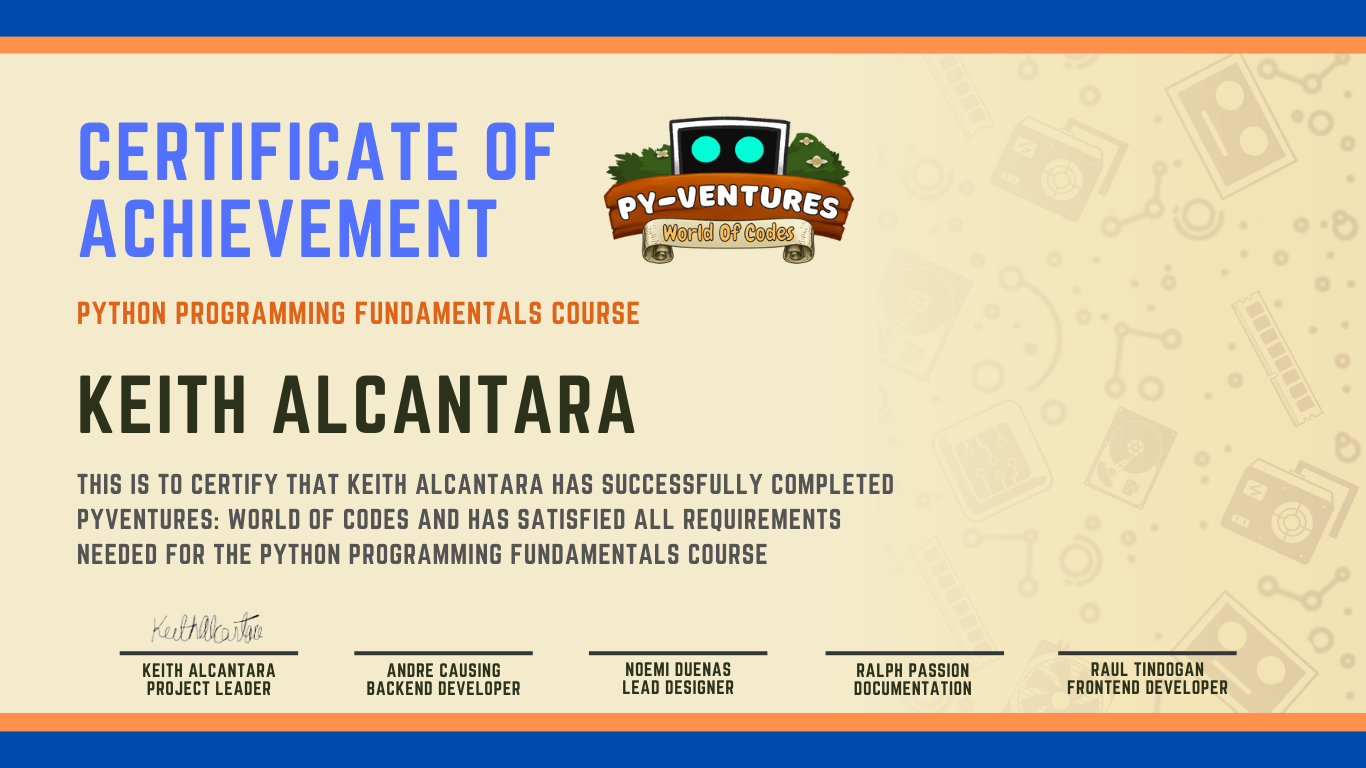 CERTIFICATE OF
ACHIEVEMENT
PY-VENTURES
World Of Codes
PYTHON PROGRAMMING FUNDAMENTALS COURSE
KEITH ALCANTARA
THIS IS TO CERTIFY THAT KEITH ALCANTARA HAS SUCCESSFULLY COMPLETED
PYVENTURES: WORLD OF CODES AND HAS SATISFIED ALL REQUIREMENTS
NEEDED FOR THE PYTHON PROGRAMMING FUNDAMENTALS COURSE
Keith Alcantara
KEITH ALCANTARA
PROJECT LEADER
ANDRE CAUSING
BACKEND DEVELOPER
NOEMI DUENAS
LEAD DESIGNER
RALPH PASSION
DOCUMENTATION
RAUL TINDOGAN
FRONTEND DEVELOPER